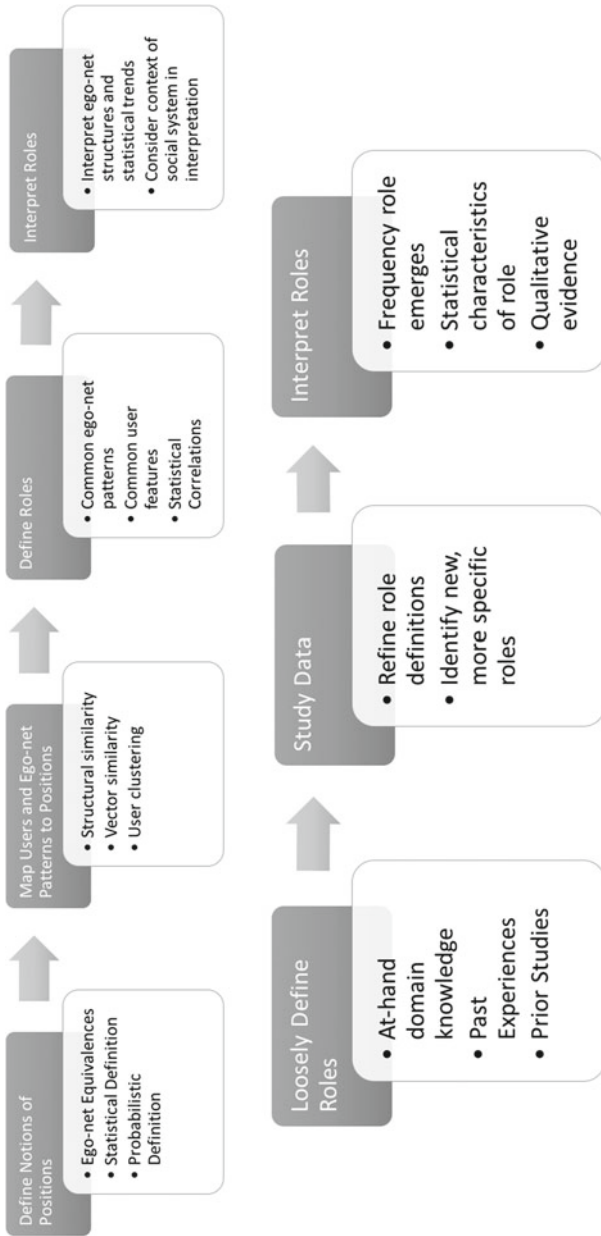 Define Notions of
Positions
• Ego-net Equivalences
• Statistical Definition
• Probabilistic
Definition
Map Users and Ego-net
Patterns to Positions
• Structural similarity
• Vector similarity
• User clustering
Define Roles
• Common ego-net
patterns
• Common user
features
• Statistical
Correlations
Interpret Roles
• Interpret ego-net
structures and
statistical trends
• Consider context of
social system in
interpretation
Loosely Define
Roles
• At-hand
domain
knowledge
• Past
Experiences
• Prior Studies
Study Data
• Refine role
definitions
• Identify new,
more specific
roles
Interpret Roles
• Frequency role
emerges
• Statistical
characteristics
of role
• Qualitative
evidence